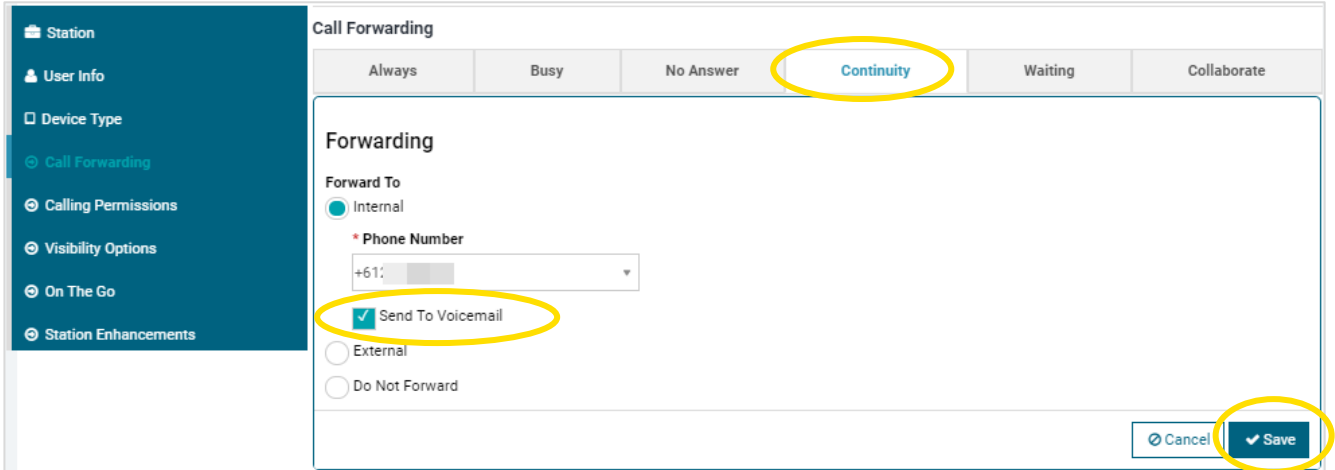 Station
User Info
Device Type
Call Forwarding
Calling Permissions
Visibility Options
On The Go
Station Enhancements
Call Forwarding
Always Busy No Answer Continuity Waiting Collaborate
Forwarding
Forward To
Internal
* Phone Number
+612
Send To Voicemail
External
Do Not Forward
Cancel Save